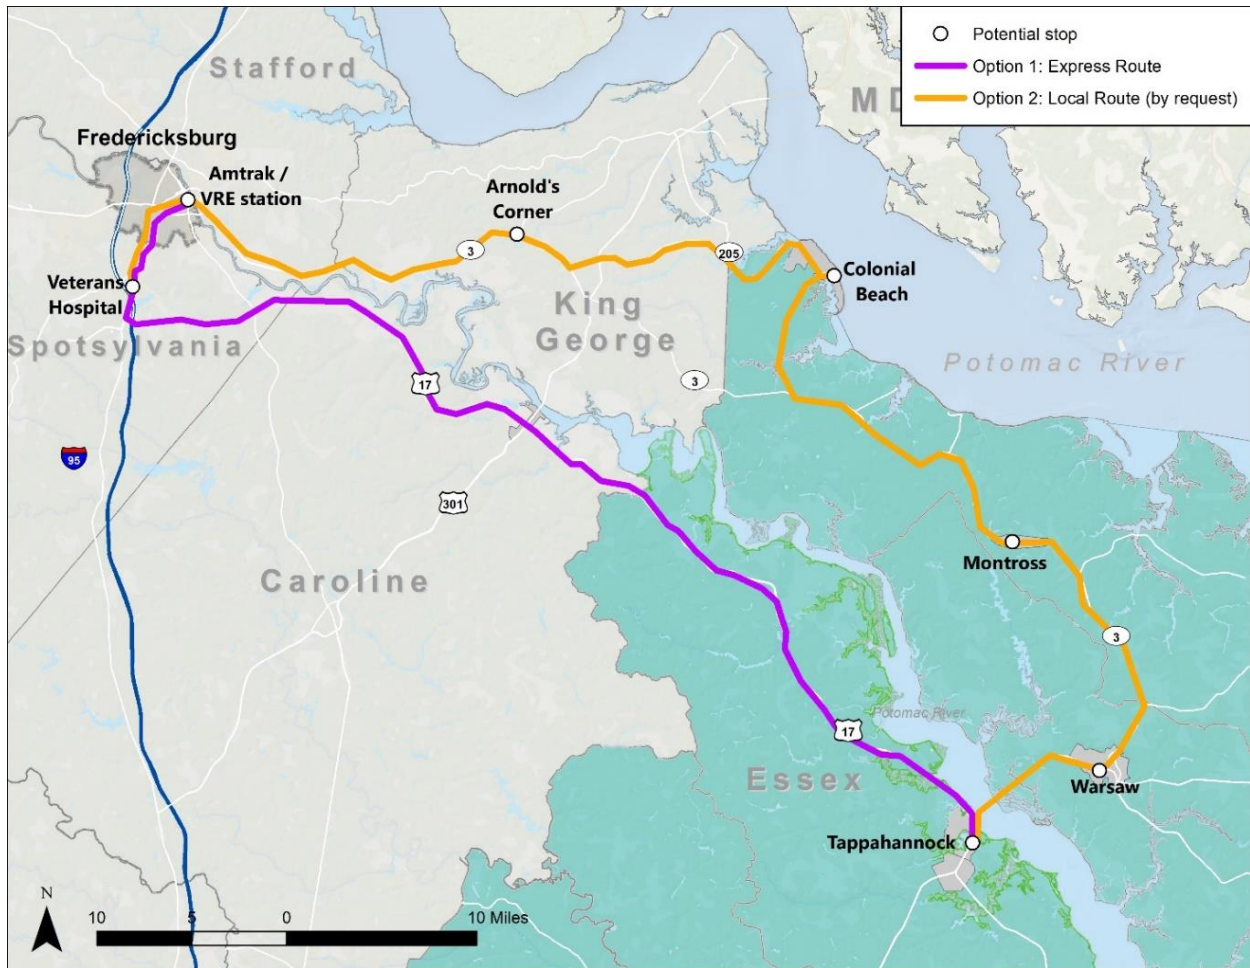 Potential stop
Option 1: Express Route
Option 2: Local Route (by request)
Stafford
MD
Fredericksburg
Amtrak /
VRE station
Arnold's
Corner
3
205
Colonial
Beach
Veterans
Hospital
King
George
Spotsylvania
Potomac River
17
3
95
301
Caroline
Montross
3
Potomac River
17
Essex
Warsaw
Tappahannock
N
10 5 0 10 Miles